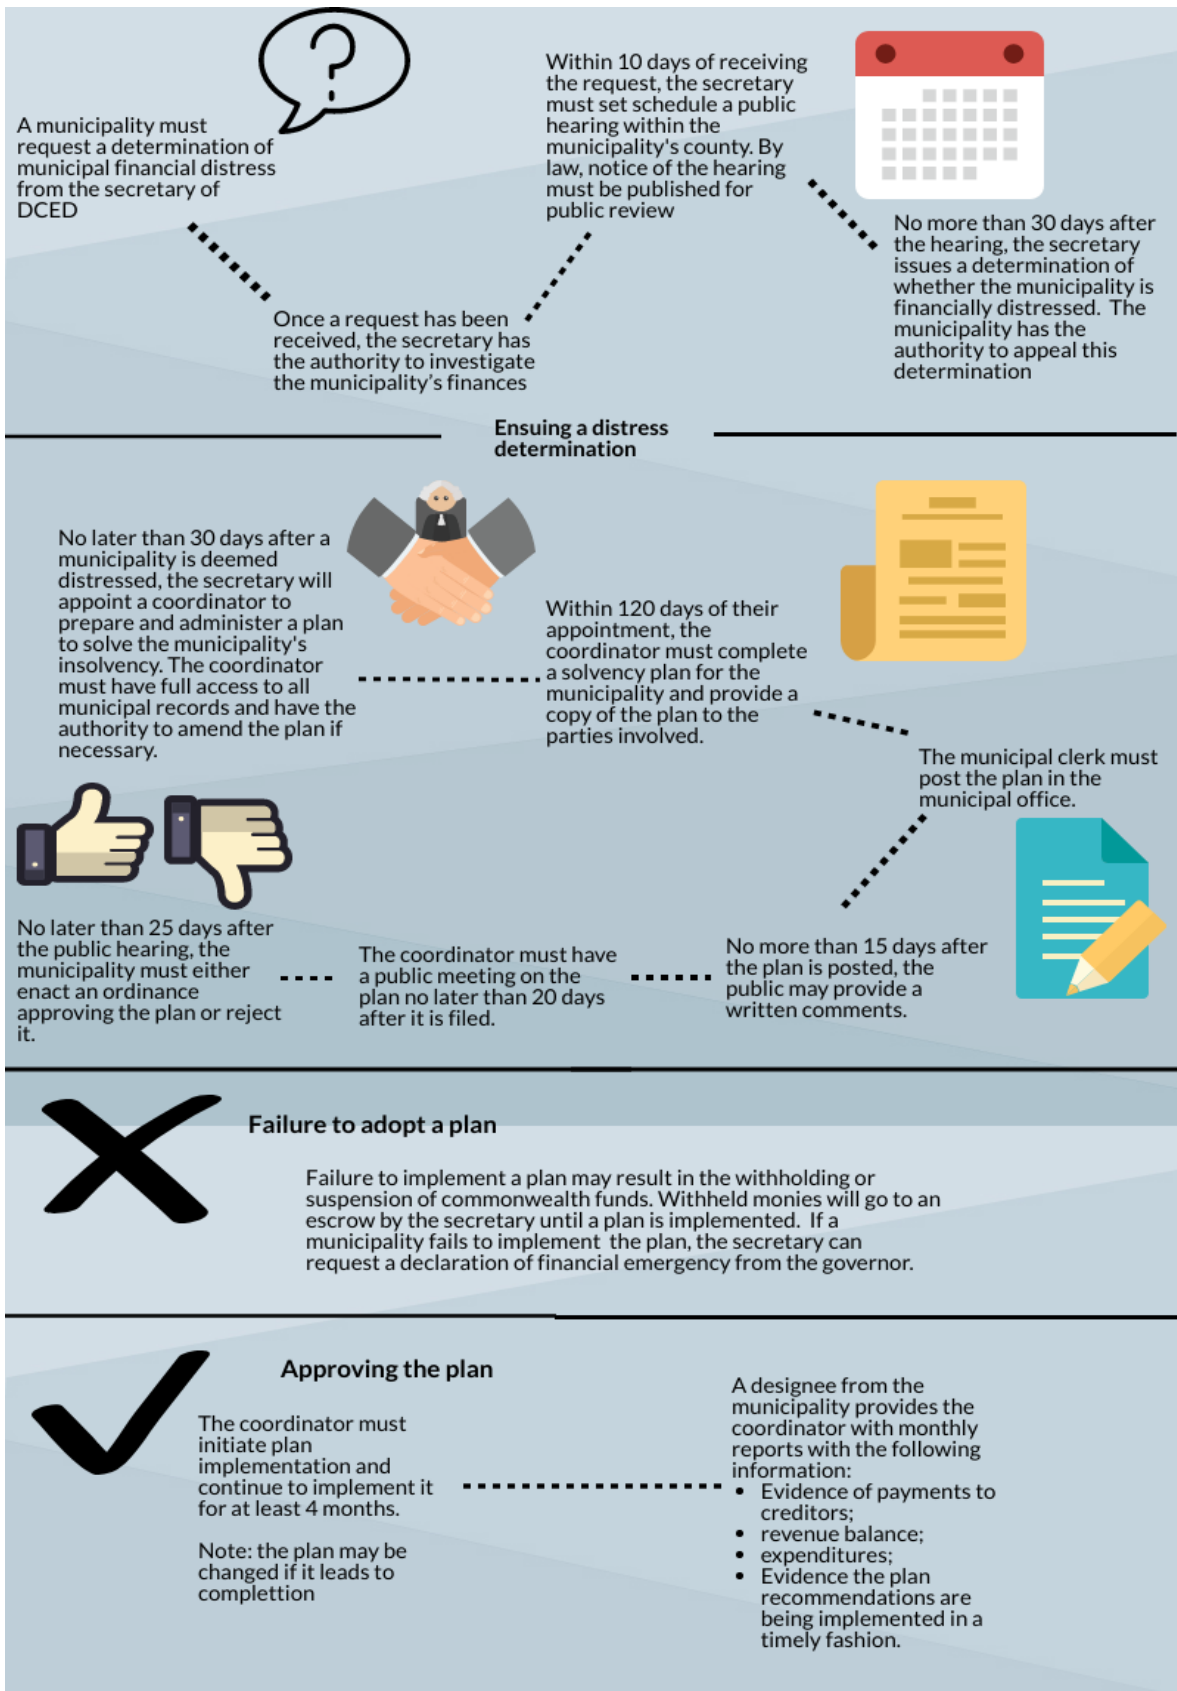 A municipality must
request a determination of
municipal financial distress
from the secretary of
DCED
Once a request has been
received, the secretary has
the authority to investigate
the municipality's finances
Within 10 days of receiving
the request, the secretary
must set schedule a public
hearing within the
municipality's county. By
law, notice of the hearing
must be published for
public review
No more than 30 days after
the hearing, the secretary
issues a determination of
whether the municipality is
financially distressed. The
municipality has the
authority to appeal this
determination
Ensuing a distress
determination
No later than 30 days after a
municipality is deemed
distressed, the secretary will
appoint a coordinator to
prepare and administer a plan
to solve the municipality's
insolvency. The coordinator
must have full access to all
municipal records and have the
authority to amend the plan if
necessary.
Within 120 days of their
appointment, the
coordinator must complete
a solvency plan for the
municipality and provide a
copy of the plan to the
parties involved.
The municipal clerk must
post the plan in the
municipal office.
No more than 15 days after
the plan is posted, the
public may provide a
written comments.
The coordinator must have
a public meeting on the
plan no later than 20 days
after it is filed.
No later than 25 days after
the public hearing, the
municipality must either
enact an ordinance
approving the plan or reject
it.
Failure to adopt a plan
Failure to implement a plan may result in the withholding or
suspension of commonwealth funds. Withheld monies will go to an
escrow by the secretary until a plan is implemented. If a
municipality fails to implement the plan, the secretary can
request a declaration of financial emergency from the governor.
Approving the plan
The coordinator must
initiate plan
implementation and
continue to implement it
for at least 4 months.
Note: the plan may be
changed if it leads to
complettion
A designee from the
municipality provides the
coordinator with monthly
reports with the following
information:
• Evidence of payments to
creditors;
• revenue balance;
• expenditures;
• Evidence the plan
recommendations are
being implemented in a
timely fashion.